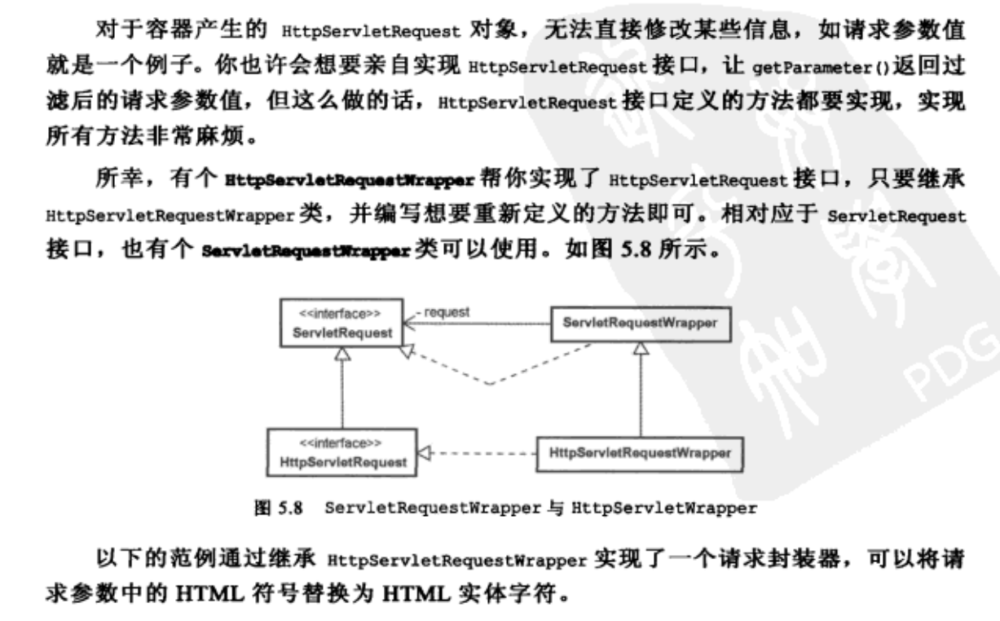 对于容器产生的 HttpServletRequest 对象，无法直接修改某些信息，如请求参数值
就是一个例子。你也许会想要亲自实现 HttpServletRequest 接口，让 getParameter()返回过
滤后的请求参数值，但这么做的话，HttpServletRequest 接口定义的方法都要实现，实现
所有方法非常麻烦。
所幸，有个 HttpServletRequestWrapper 帮你实现了 HttpServletRequest 接口，只要继承
HttpServletRequestWrapper 类，并编写想要重新定义的方法即可。相对应于 ServletRequest
接口，也有个 ServletRequestWrapper 类可以使用。如图 5.8 所示。
<<interface>>
ServletRequest
- request
ServletRequestWrapper
<<interface>>
HttpServletRequest
HttpServletRequestWrapper
图 5.8 ServletRequestWrapper 与 HttpServletWrapper
以下的范例通过继承 HttpServletRequestWrapper 实现了一个请求封装器，可以将请
求参数中的 HTML 符号替换为 HTML 实体字符。
PDG